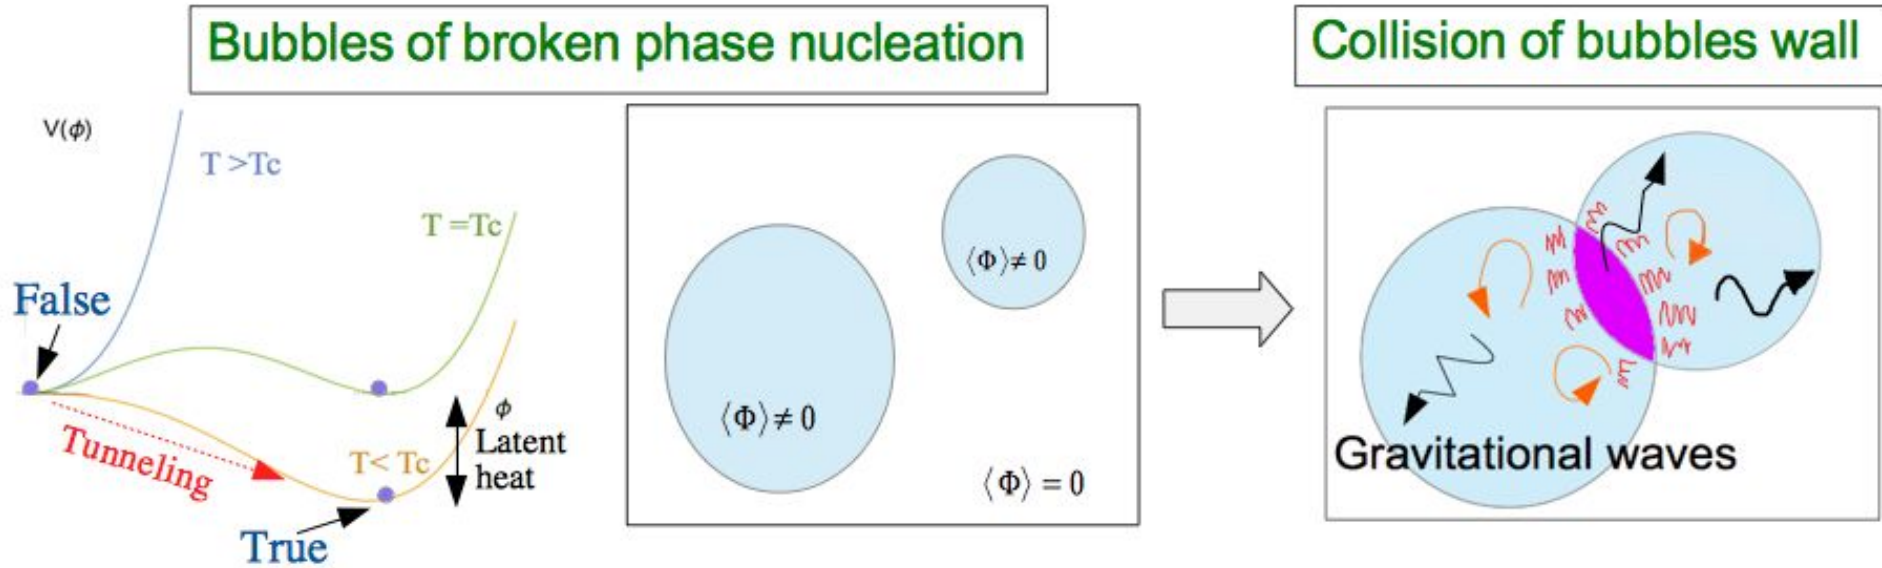 Bubbles of broken phase nucleation
Collision of bubbles wall
V(ϕ)
T >Tc
T =Tc
False
ϕ
Latent
heat
T< Tc
Tunneling
True
⟨Φ⟩≠ 0
⟨Φ⟩≠ 0
⟨Φ⟩ = 0
Gravitational waves